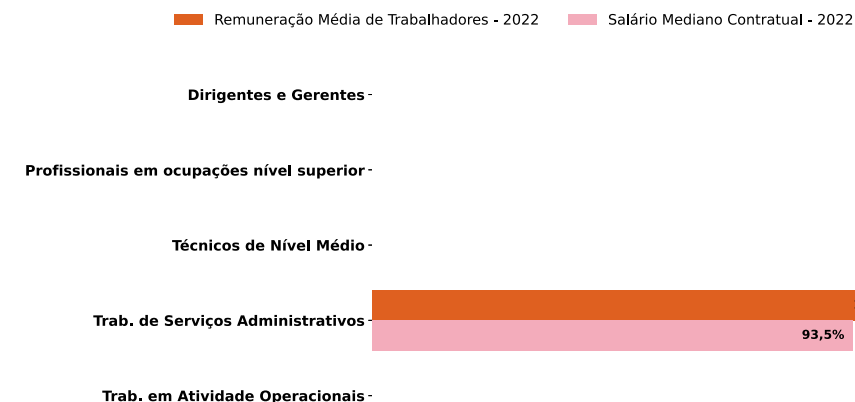 Remuneração Média de Trabalhadores - 2022 Salário Mediano Contratual - 2022
Dirigentes e Gerentes
Profissionais em ocupações nível superior
Técnicos de Nível Médio
Trab. de Serviços Administrativos
93,5%
Trab. em Atividade Operacionais